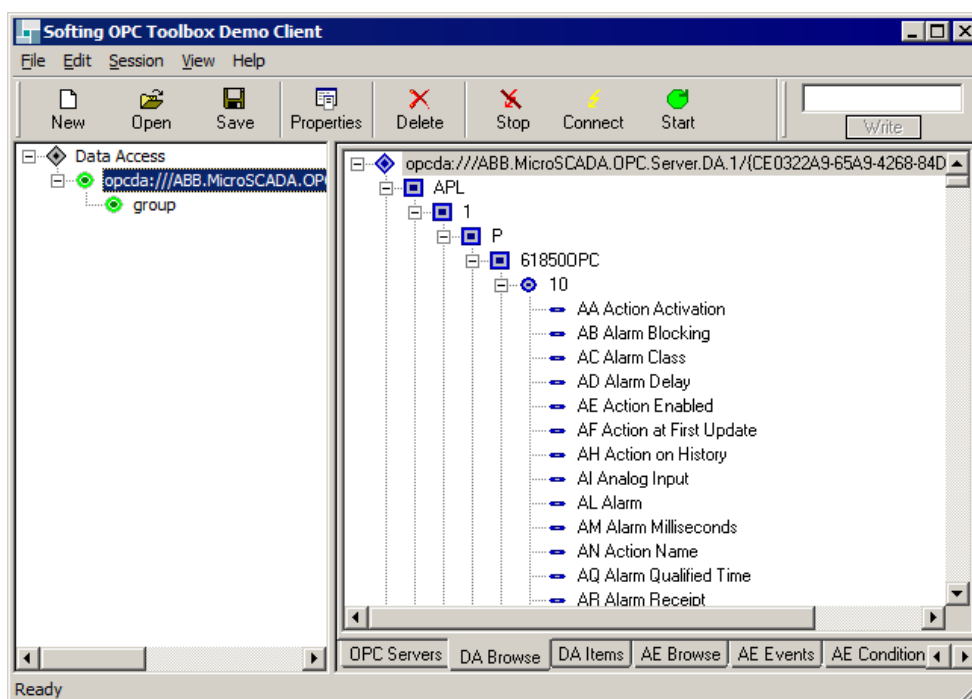 Softing OPC Toolbox Demo Client
File Edit Session View Help
New Open Save Properties Delete Stop Connect Start Write
Data Access
opcda:///ABB.MicroSCADA.OP
group
opcda:///ABB.MicroSCADA.OPC.Server.DA.1/{CE0322A9-65A9-4268-84D
APL
1
P
61850OPC
10
AA Action Activation
AB Alarm Blocking
AC Alarm Class
AD Alarm Delay
AE Action Enabled
AF Action at First Update
AH Action on History
AI Analog Input
AL Alarm
AM Alarm Milliseconds
AN Action Name
AQ Alarm Qualified Time
AR Alarm Receipt
OPC Servers DA Browse DA Items AE Browse AE Events AE Condition
Ready